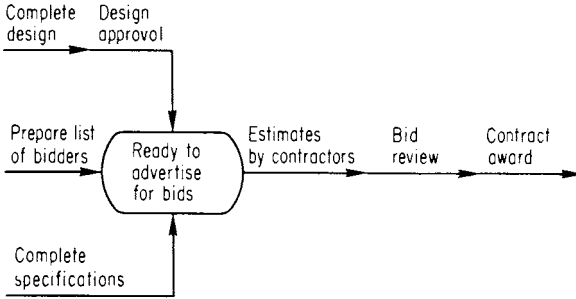 Complete
design
Design
approval
Prepare list
of bidders
Ready to
advertise
for bids
Estimates
by contractors
Bid
review
Contract
award
Complete
specifications